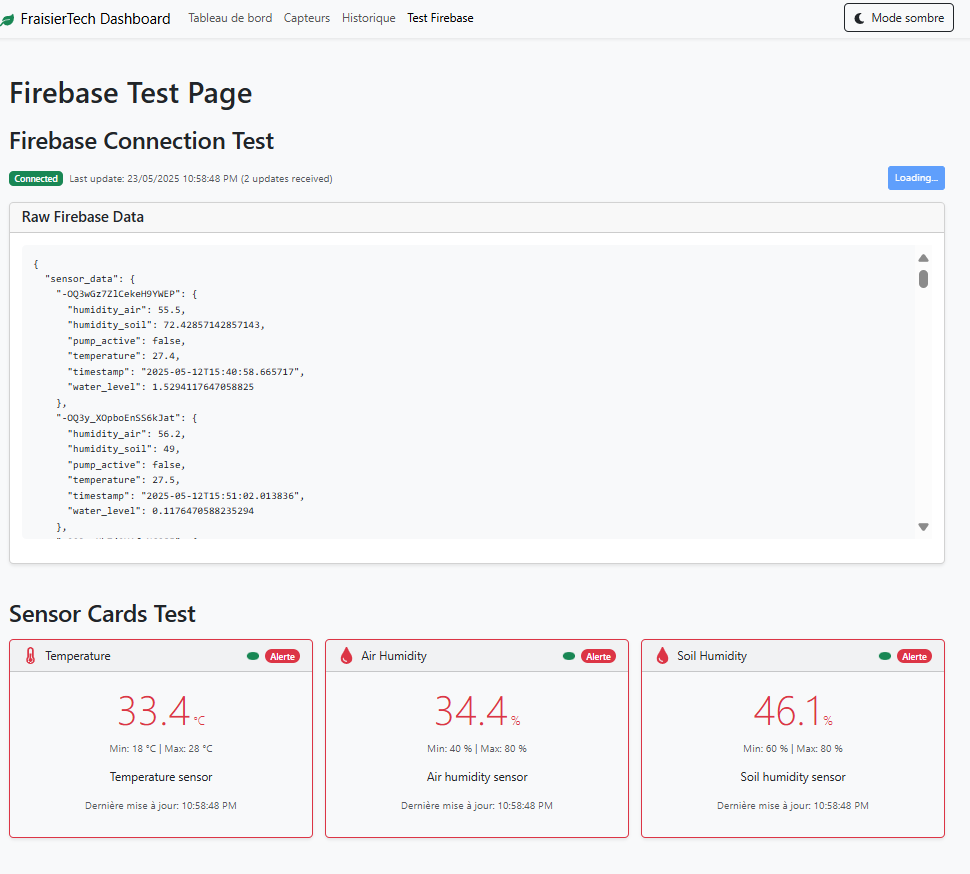 FraisierTech Dashboard Tableau de bord Capteurs Historique Test Firebase Mode sombre
Firebase Test Page
Firebase Connection Test
Connected Last update: 23/05/2025 10:58:48 PM (2 updates received) Loading...
Raw Firebase Data
{
"sensor_data": {
"-OQ3wGz7ZlCekeH9YWEP": {
"humidity_air": 55.5,
"humidity_soil": 72.42857142857143,
"pump_active": false,
"temperature": 27.4,
"timestamp": "2025-05-12T15:40:58.665717",
"water_level": 1.5294117647058825
},
"-OQ3y_XOpboEnSS6kJat": {
"humidity_air": 56.2,
"humidity_soil": 49,
"pump_active": false,
"temperature": 27.5,
"timestamp": "2025-05-12T15:51:02.013836",
"water_level": 0.1176470588235294
},
Sensor Cards Test
Temperature Alerte
33.4 °C
Min: 18 °C | Max: 28 °C
Temperature sensor
Dernière mise à jour: 10:58:48 PM
Air Humidity Alerte
34.4 %
Min: 40 % | Max: 80 %
Air humidity sensor
Dernière mise à jour: 10:58:48 PM
Soil Humidity Alerte
46.1 %
Min: 60 % | Max: 80 %
Soil humidity sensor
Dernière mise à jour: 10:58:48 PM